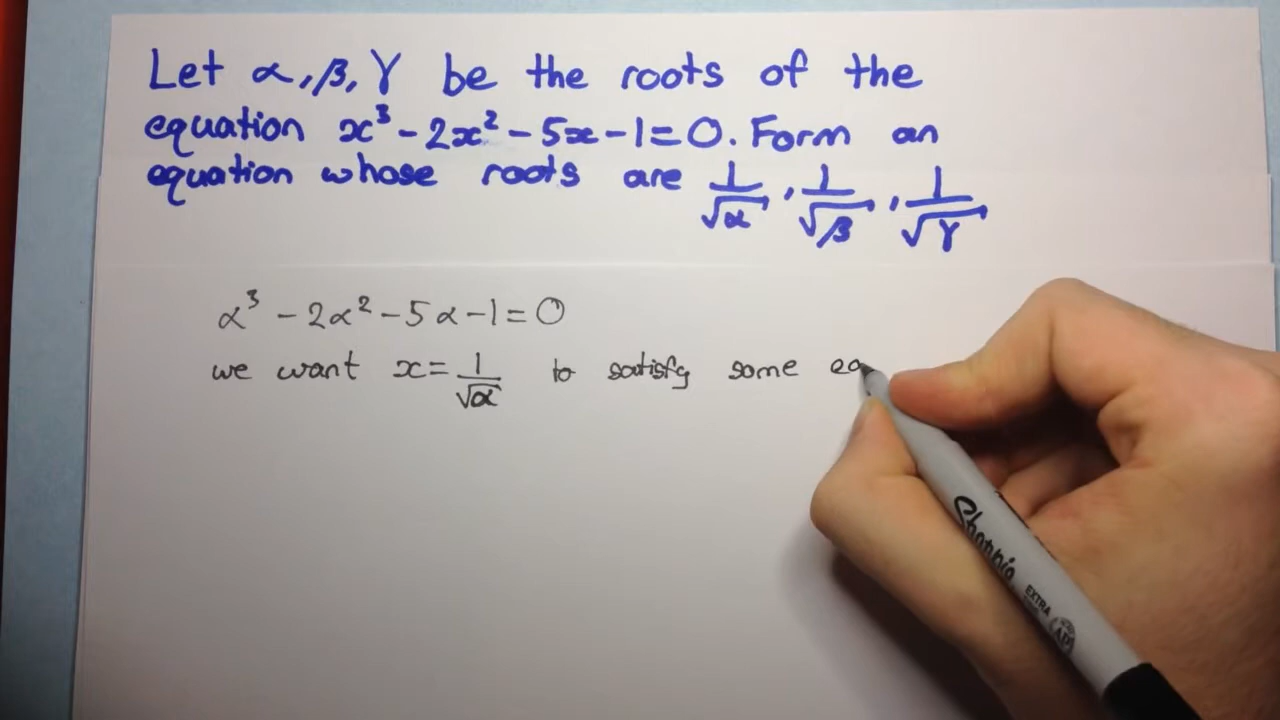 Let α, β, γ be the roots of the
equation x³ - 2x² - 5x - 1 = 0. Form an
equation whose roots are 1/√α, 1/√β, 1/√γ
α³ - 2α² - 5α - 1 = 0
we want x = 1/√α to satisfy some eq
Sharpie
EXTRA